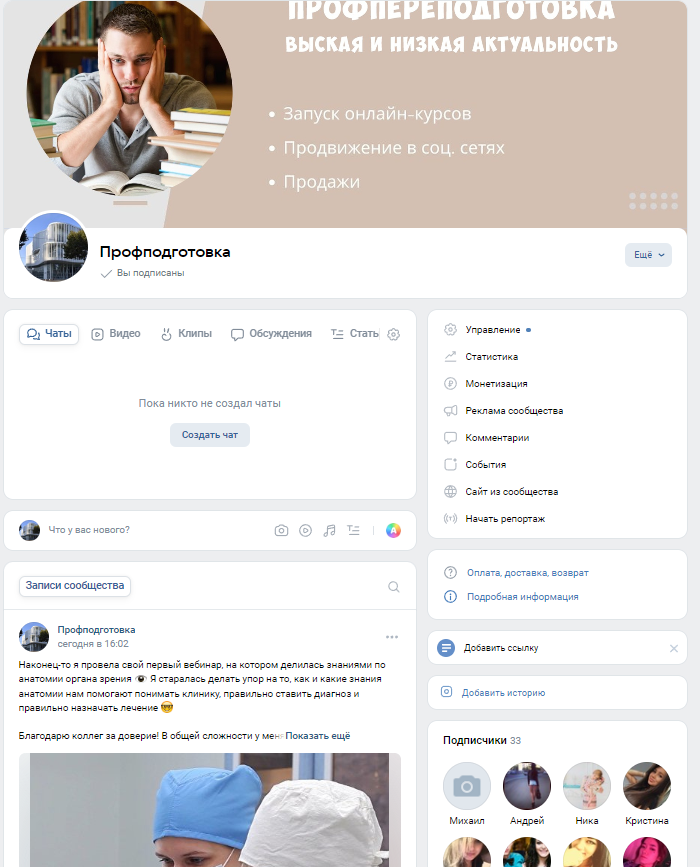 ПРОФПЕРЕПОДГОТОВКА
ВЫСКАЯ И НИЗКАЯ АКТУАЛЬНОСТЬ
• Запуск онлайн-курсов
• Продвижение в соц. сетях
• Продажи
Профподготовка
Вы подписаны
Ещё
Чаты Видео Клипы Обсуждения Стать
Пока никто не создал чаты
Создать чат
Что у вас нового?
Записи сообщества
Профподготовка
сегодня в 16:02
Наконец-то я провела свой первый вебинар, на котором делилась знаниями по
анатомии органа зрения 👁 Я старалась делать упор на то, как и какие знания
анатомии нам помогают понимать клинику, правильно ставить диагноз и
правильно назначать лечение 🤓
Благодарю коллег за доверие! В общей сложности у мен Показать ещё
Управление
Статистика
Монетизация
Реклама сообщества
Комментарии
События
Сайт из сообщества
Начать репортаж
Оплата, доставка, возврат
Подробная информация
Добавить ссылку
Добавить историю
Подписчики 33
Михаил Андрей Ника Кристина